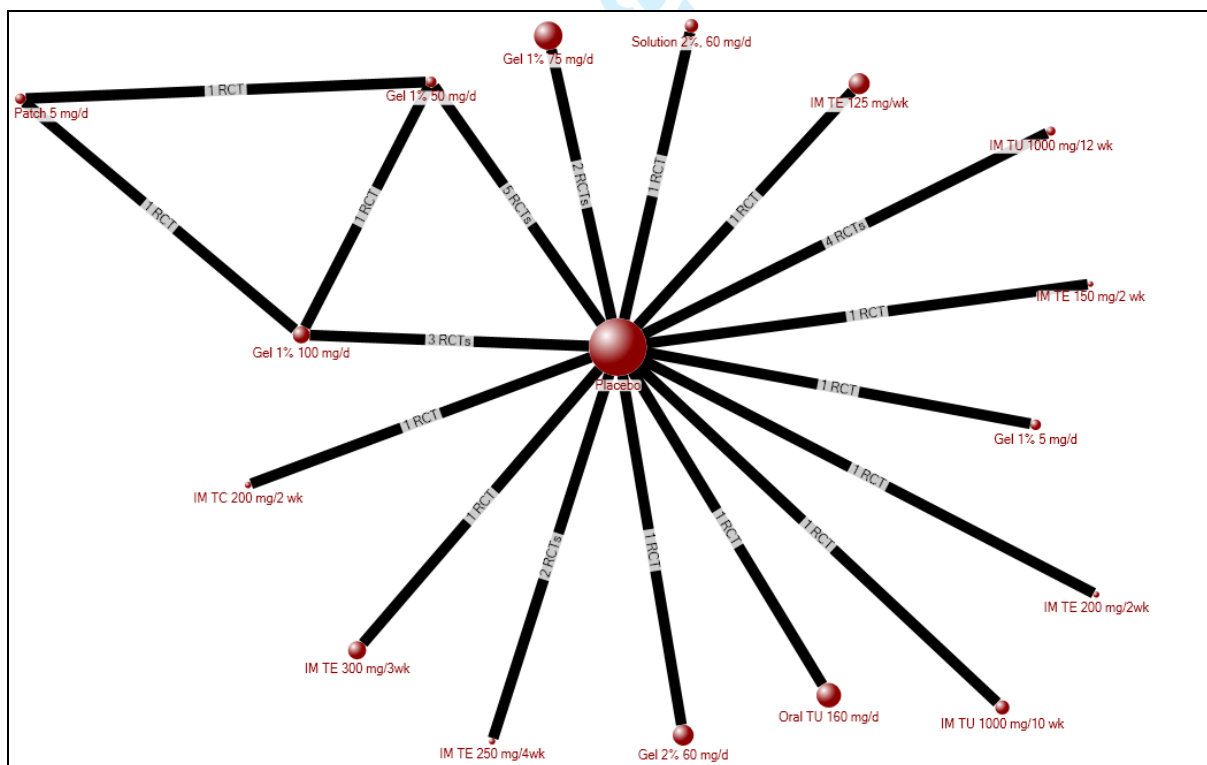 Solution 2%, 60 mg/d
Gel 1% 75 mg/d
IM TE 125 mg/wk
1 RCT
Gel 1% 50 mg/d
Patch 5 mg/d
IM TU 1000 mg/12 wk
2 RCTs
1 RCT
5 RCTs
1 RCT
1 RCT
1 RCT
4 RCTs
IM TE 150 mg/2 wk
1 RCT
3 RCTs
Gel 1% 100 mg/d
Placebo
1 RCT
1 RCT
Gel 1% 5 mg/d
IM TC 200 mg/2 wk
1 RCT
1 RCT
2 RCTs
1 RCT
1 RCT
1 RCT
IM TE 200 mg/2wk
IM TE 300 mg/3wk
Oral TU 160 mg/d
IM TU 1000 mg/10 wk
IM TE 250 mg/4wk
Gel 2% 60 mg/d